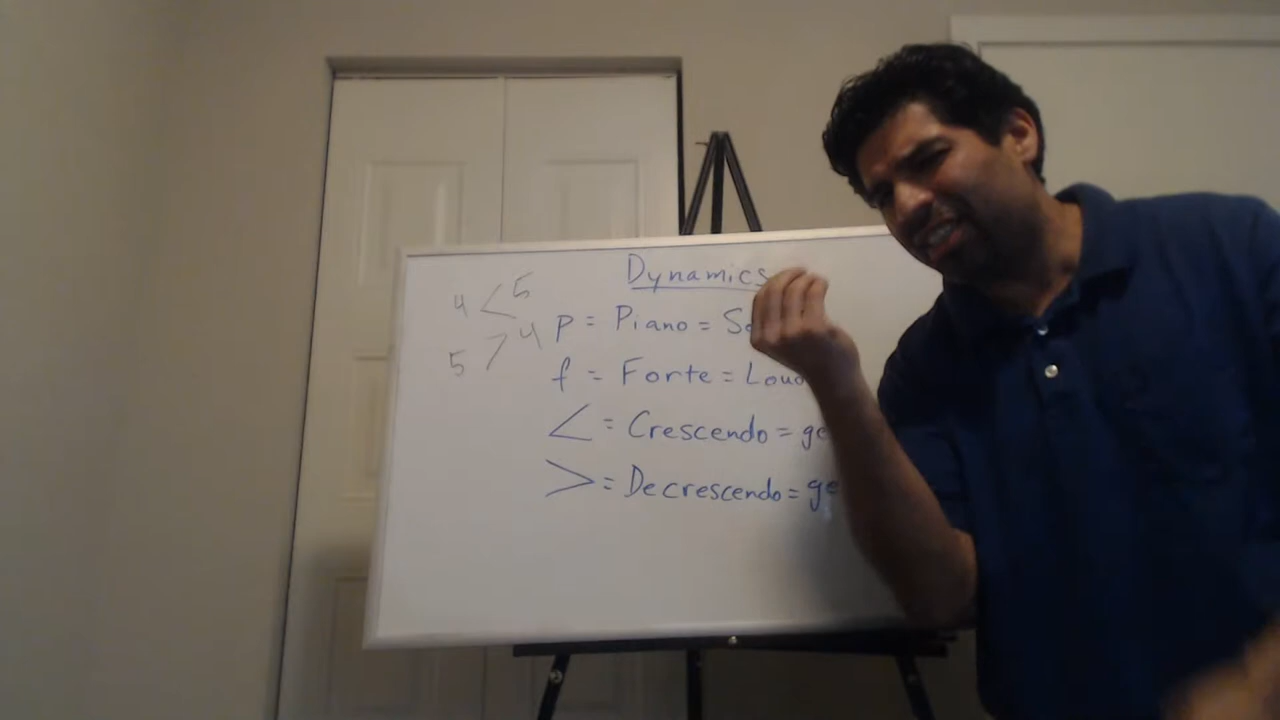 Dynamics
4 < 5
5 > 4
p = Piano =
f = Forte =
< = Crescendo =
> = Decrescendo =